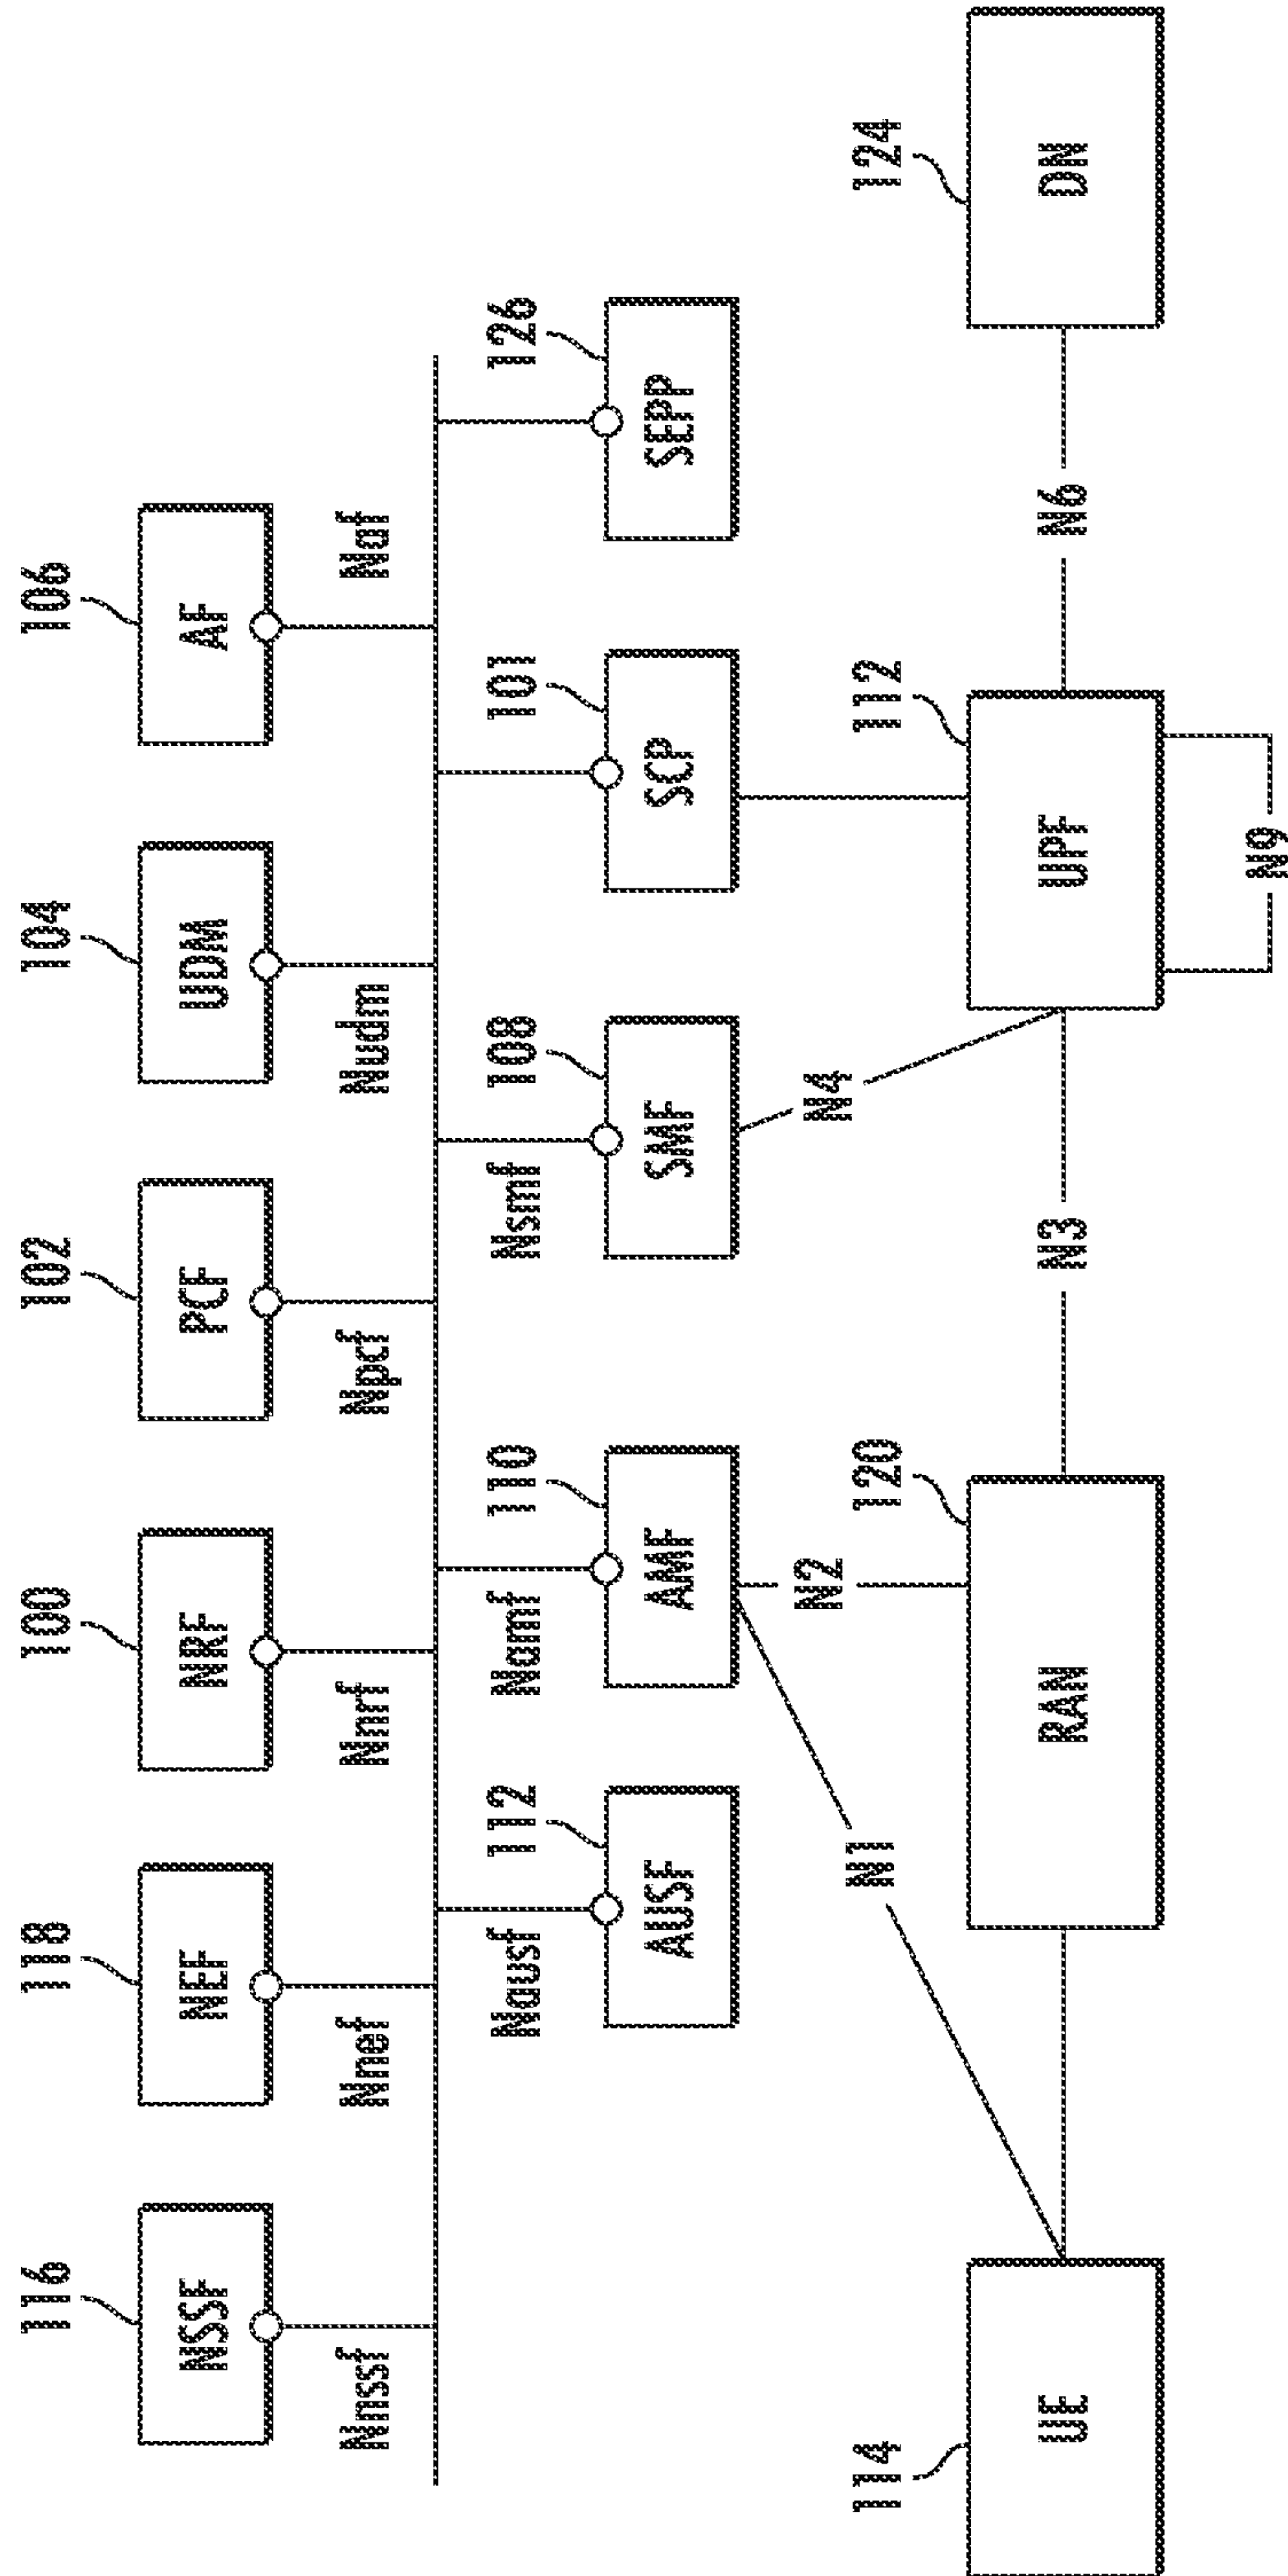 116
118
100
102
104
106
NSSF
NEF
NRF
PCF
UDM
AF
Nnssf
Nnef
Nnrf
Npcf
Nudm
Naf
Nausf
Namf
Nsmf
112
110
108
101
126
AUSF
AMF
SMF
SCP
SEPP
N1
N2
N4
114
120
112
124
UE
RAN
N3
UPF
N6
DN
N9